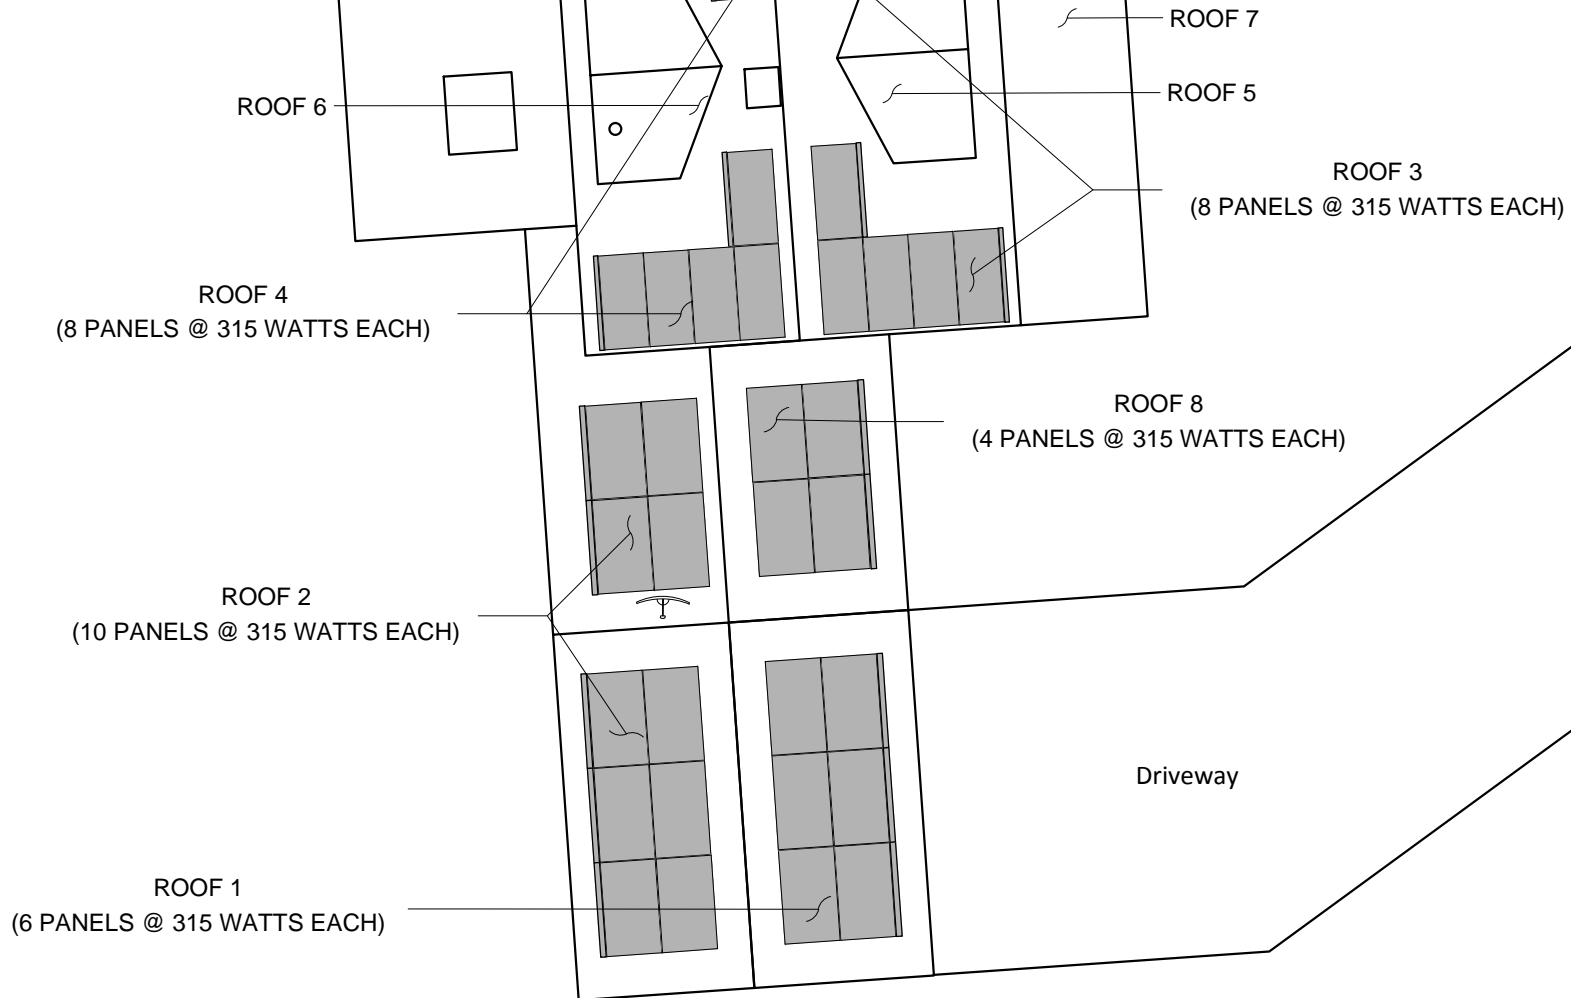 ROOF 7
ROOF 6
ROOF 5
ROOF 3
(8 PANELS @ 315 WATTS EACH)
ROOF 4
(8 PANELS @ 315 WATTS EACH)
ROOF 8
(4 PANELS @ 315 WATTS EACH)
ROOF 2
(10 PANELS @ 315 WATTS EACH)
Driveway
ROOF 1
(6 PANELS @ 315 WATTS EACH)